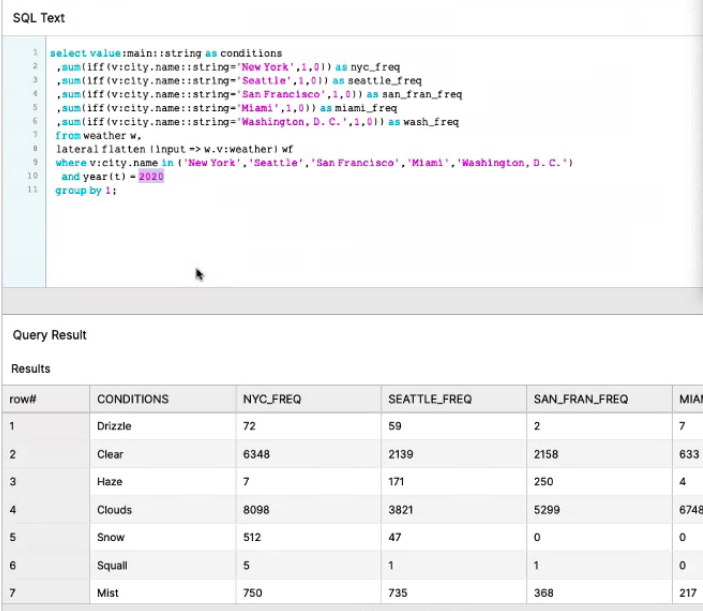 SQL Text
1 select value:main::string as conditions
2 ,sum(iff(v:city.name::string='New York',1,0)) as nyc_freq
3 ,sum(iff(v:city.name::string='Seattle',1,0)) as seattle_freq
4 ,sum(iff(v:city.name::string='San Francisco',1,0)) as san_fran_freq
5 ,sum(iff(v:city.name::string='Miami',1,0)) as miami_freq
6 ,sum(iff(v:city.name::string='Washington, D. C.',1,0)) as wash_freq
7 from weather w,
8 lateral flatten (input => w.v:weather) wf
9 where v:city.name in ('New York','Seattle','San Francisco','Miami','Washington, D. C.')
10 and year(t) = 2020
11 group by 1;
Query Result
Results
row# CONDITIONS NYC_FREQ SEATTLE_FREQ SAN_FRAN_FREQ MIAM
1 Drizzle 72 59 2 7
2 Clear 6348 2139 2158 633
3 Haze 7 171 250 4
4 Clouds 8098 3821 5299 6748
5 Snow 512 47 0 0
6 Squall 5 1 1 0
7 Mist 750 735 368 217